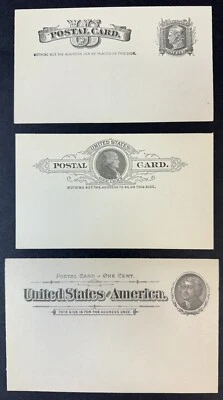 US
POSTAL CARD.
NOTHING BUT THE ADDRESS CAN BE PLACED ON THIS SIDE.
UNITED STATES
POSTAL CARD.
NOTHING BUT THE ADDRESS TO BE ON THIS SIDE.
POSTAL CARD - ONE CENT.
United States of America.
THIS SIDE IS FOR THE ADDRESS ONLY.